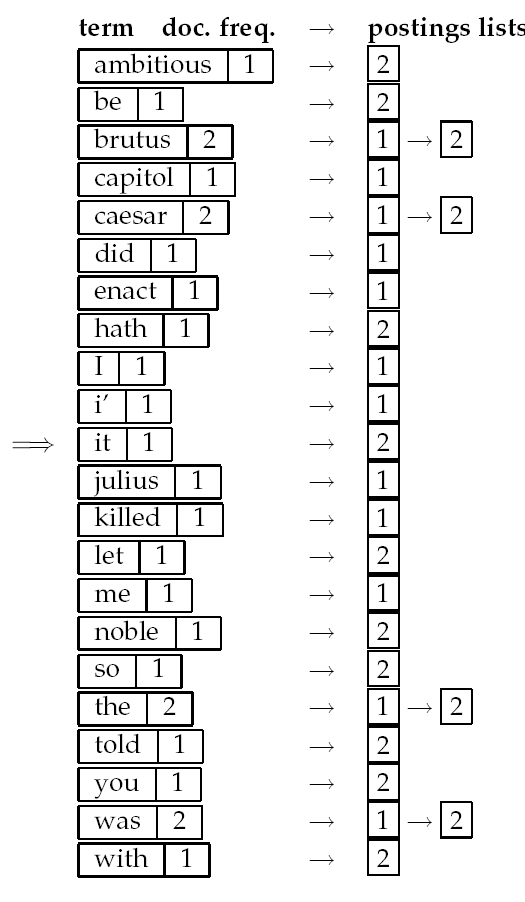 term doc. freq. → postings lists
ambitious 1 → 2
be 1 → 2
brutus 2 → 1 → 2
capitol 1 → 1
caesar 2 → 1 → 2
did 1 → 1
enact 1 → 1
hath 1 → 2
I 1 → 1
i' 1 → 1
⟹ it 1 → 2
julius 1 → 1
killed 1 → 1
let 1 → 2
me 1 → 1
noble 1 → 2
so 1 → 2
the 2 → 1 → 2
told 1 → 2
you 1 → 2
was 2 → 1 → 2
with 1 → 2